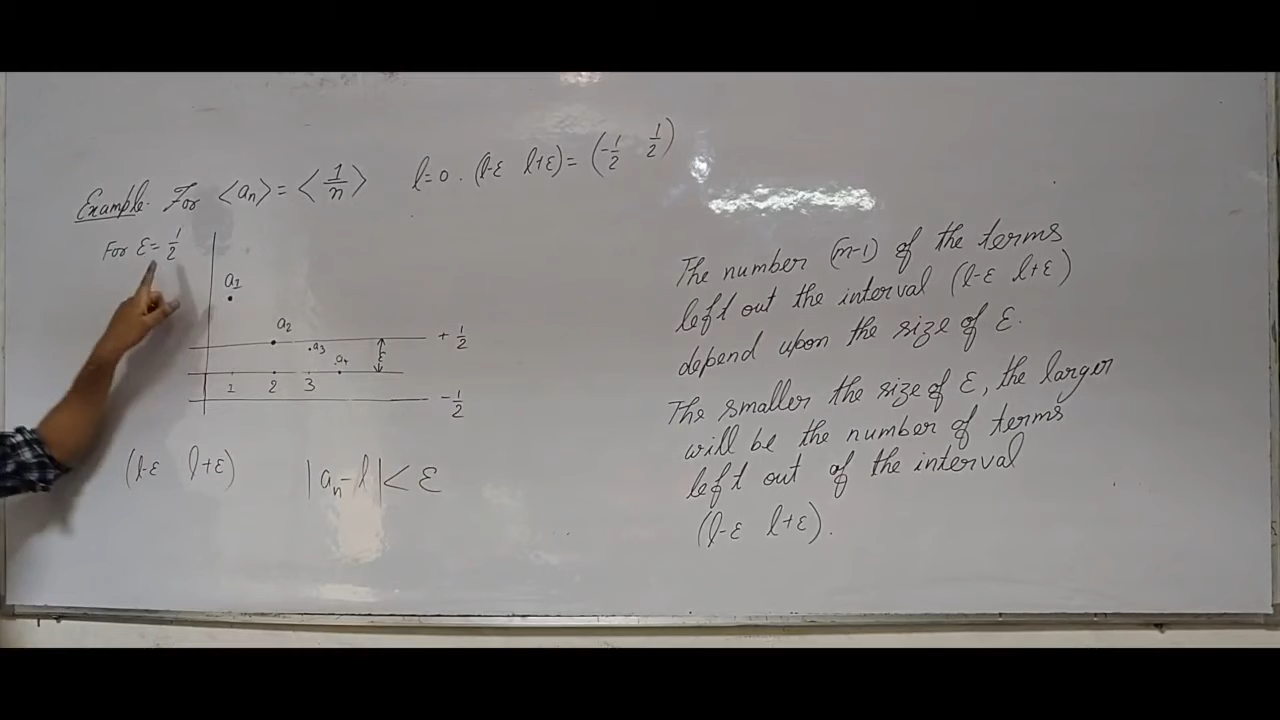 Example. For <aₙ> = <1/n> l=0. (l-ε l+ε) = (-1/2 1/2)
For ε = 1/2
a₁
a₂
+ 1/2
a₃
a₄
ε
1 2 3
- 1/2
(l-ε l+ε) |aₙ-l| < ε
The number (m-1) of the terms
left out the interval (l-ε l+ε)
depend upon the size of ε.
The smaller the size of ε, the larger
will be the number of terms
left out of the interval
(l-ε l+ε).